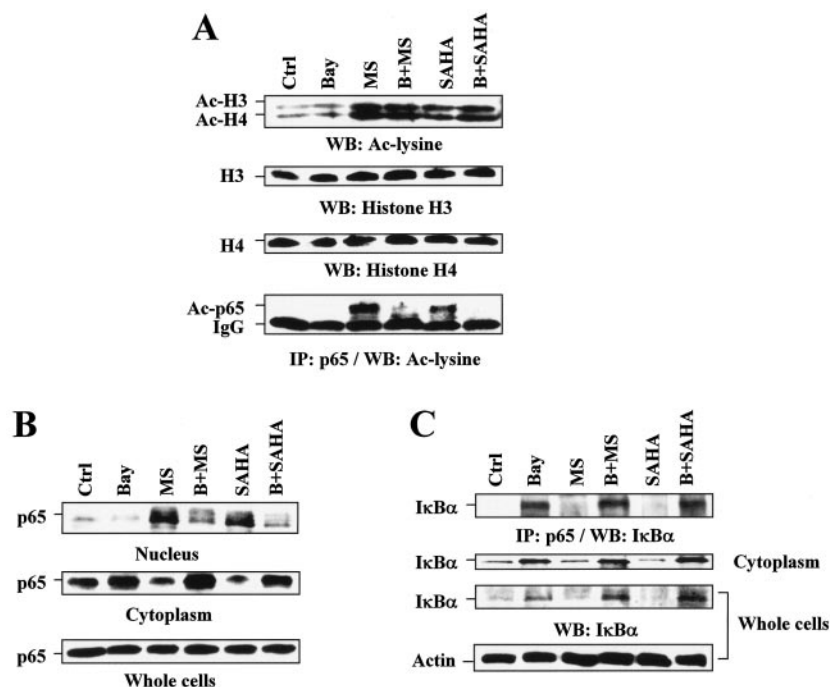 A
Ctrl Bay MS B+MS SAHA B+SAHA
Ac-H3
Ac-H4
WB: Ac-lysine
H3
WB: Histone H3
H4
WB: Histone H4
Ac-p65
IgG
IP: p65 / WB: Ac-lysine
B
Ctrl Bay MS B+MS SAHA B+SAHA
p65
Nucleus
p65
Cytoplasm
p65
Whole cells
C
Ctrl Bay MS B+MS SAHA B+SAHA
IκBα
IP: p65 / WB: IκBα
IκBα Cytoplasm
IκBα
WB: IκBα
Whole cells
Actin